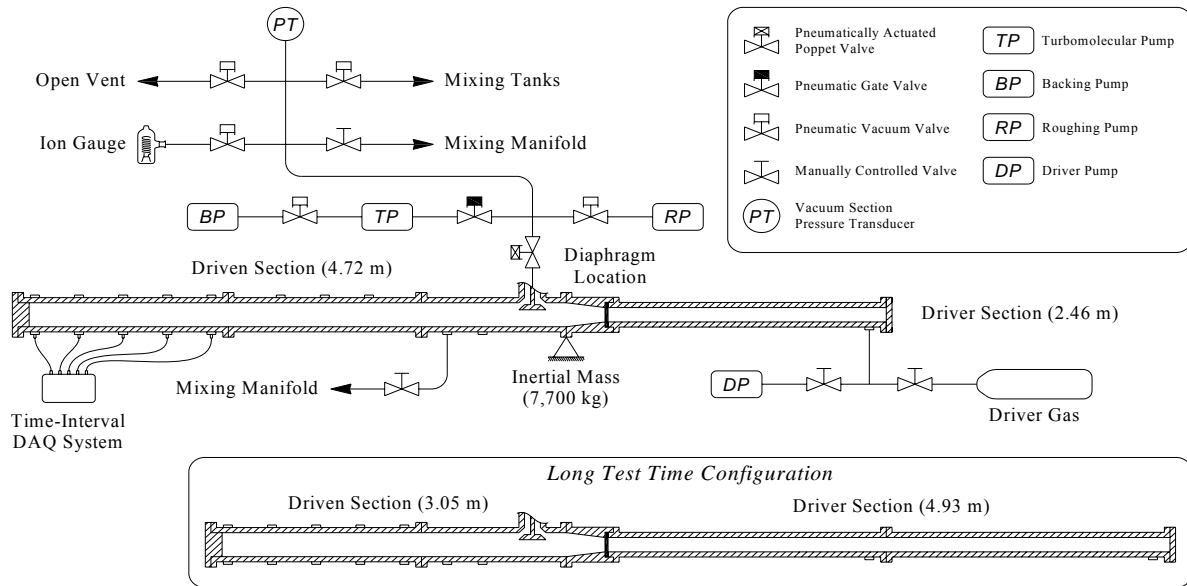 PT
Open Vent
Mixing Tanks
Ion Gauge
Mixing Manifold
BP
TP
RP
Driven Section (4.72 m)
Diaphragm
Location
Driver Section (2.46 m)
Mixing Manifold
Inertial Mass
(7,700 kg)
DP
Driver Gas
Time-Interval
DAQ System
Pneumatically Actuated
Poppet Valve
TP
Turbomolecular Pump
Pneumatic Gate Valve
BP
Backing Pump
Pneumatic Vacuum Valve
RP
Roughing Pump
Manually Controlled Valve
DP
Driver Pump
PT
Vacuum Section
Pressure Transducer
Long Test Time Configuration
Driven Section (3.05 m)
Driver Section (4.93 m)